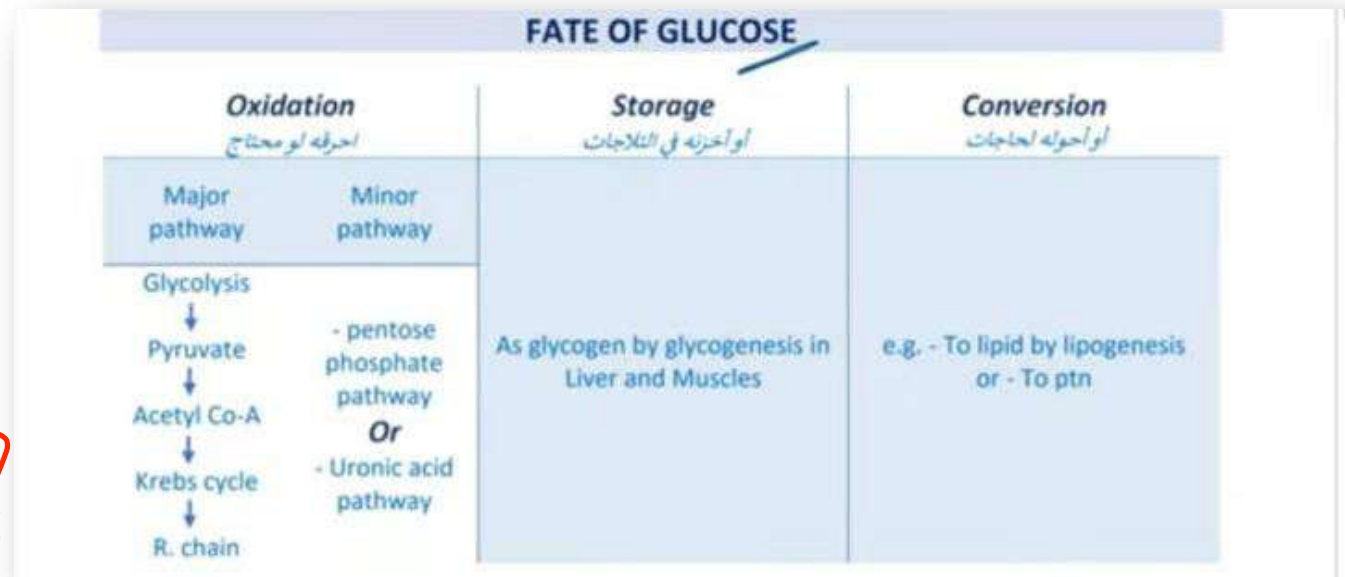 FATE OF GLUCOSE
Oxidation
احرقه لو محتاج
Storage
أو أخزنه في التلاجات
Conversion
أو أحوله لحاجات
Major
pathway
Minor
pathway
Glycolysis
Pyruvate
Acetyl Co-A
Krebs cycle
R. chain
- pentose
phosphate
pathway
Or
- Uronic acid
pathway
As glycogen by glycogenesis in
Liver and Muscles
e.g. - To lipid by lipogenesis
or - To ptn